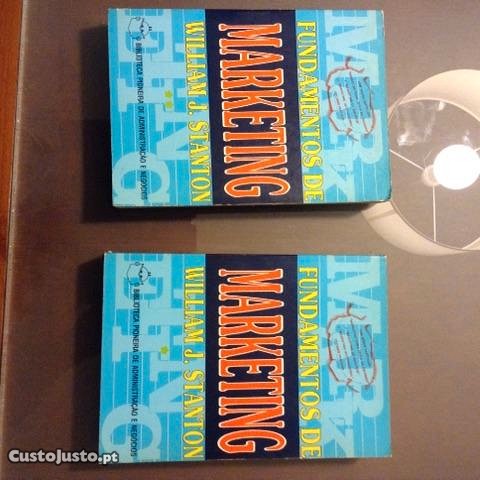 FUNDAMENTOS DE
MARKETING
WILLIAM J. STANTON
BIBLIOTECA PIONEIRA DE ADMINISTRAÇÃO E NEGÓCIOS
FUNDAMENTOS DE
MARKETING
WILLIAM J. STANTON
BIBLIOTECA PIONEIRA DE ADMINISTRAÇÃO E NEGÓCIOS
CustoJusto.pt